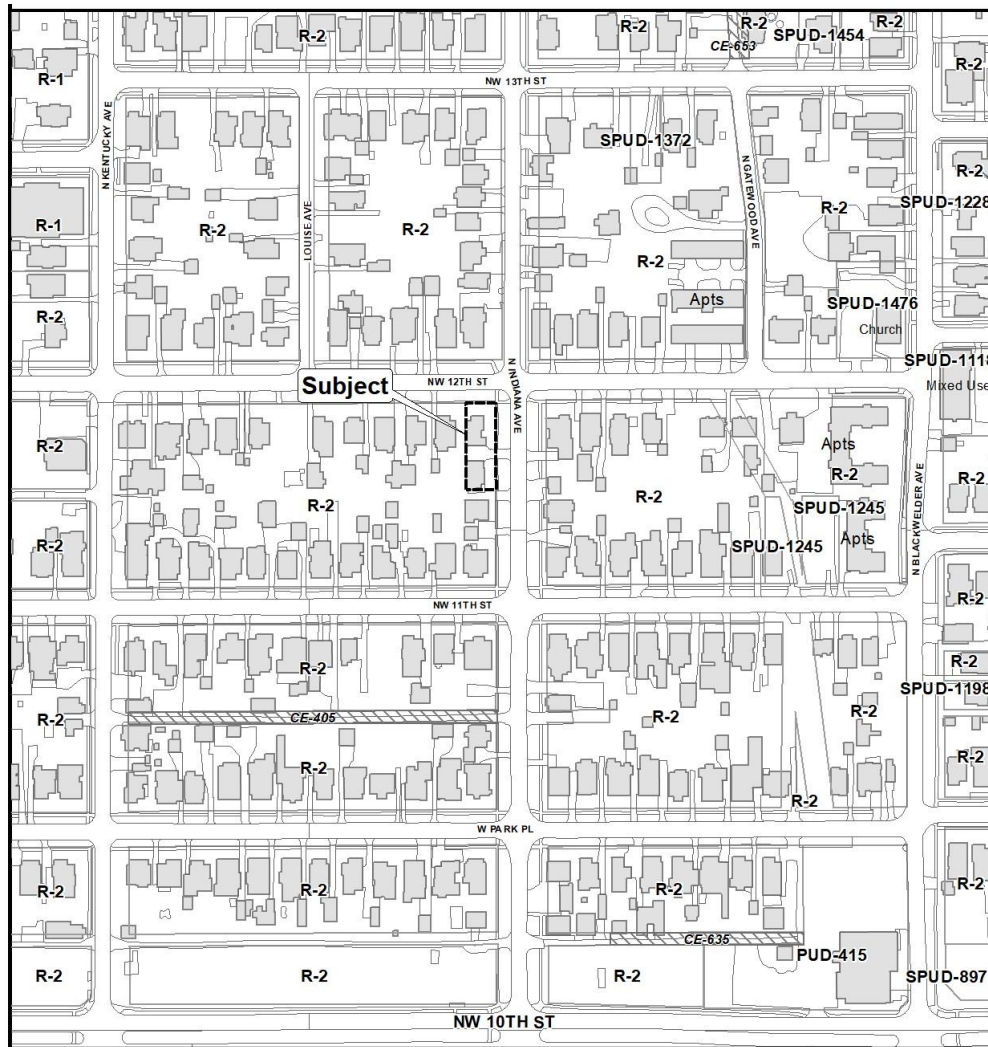 R-2
R-2
R-2
R-2
SPUD-1454
CE-653
R-1
R-2
NW 13TH ST
N KENTUCKY AVE
SPUD-1372
N GATEWOOD AVE
R-2
R-1
R-2
LOUISE AVE
R-2
R-2
SPUD-1228
R-2
Apts
SPUD-1476
Church
R-2
SPUD-1118
Mixed Use
Subject
NW 12TH ST
N INDIANA AVE
R-2
Apts
R-2
R-2
R-2
R-2
SPUD-1245
Apts
N BLACKWELDER AVE
R-2
SPUD-1245
R-2
NW 11TH ST
R-2
R-2
SPUD-1198
R-2
CE-405
R-2
R-2
R-2
R-2
R-2
W PARK PL
R-2
R-2
R-2
R-2
CE-635
PUD-415
R-2
R-2
R-2
SPUD-897
NW 10TH ST